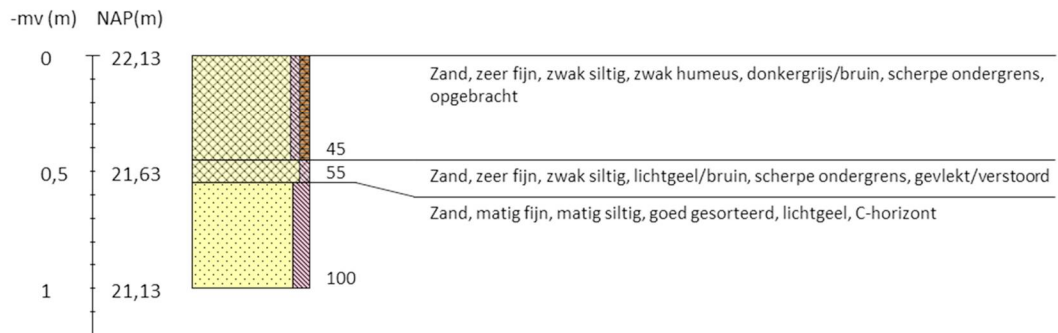 -mv (m) NAP(m)
0 22,13
Zand, zeer fijn, zwak siltig, zwak humeus, donkergrijs/bruin, scherpe ondergrens,
opgebracht
45
0,5 21,63 55 Zand, zeer fijn, zwak siltig, lichtgeel/bruin, scherpe ondergrens, gevlekt/verstoord
Zand, matig fijn, matig siltig, goed gesorteerd, lichtgeel, C-horizont
100
1 21,13